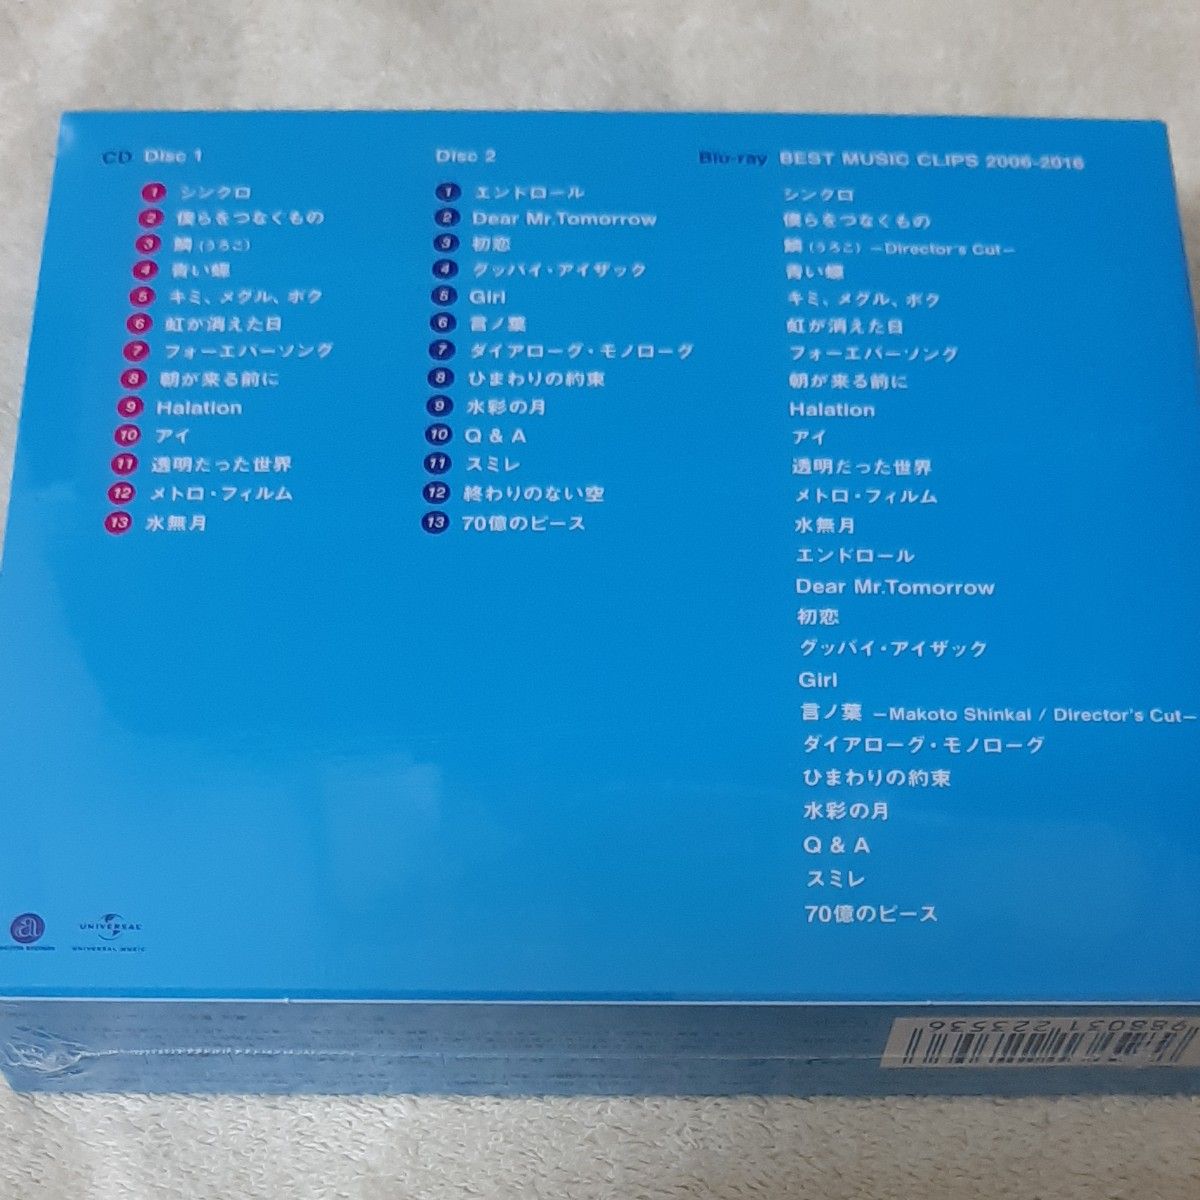 CD Disc 1
1 シンクロ
2 僕らをつなぐもの
3 鱗(うろこ)
4 青い蝶
5 キミ、メグル、ボク
6 虹が消えた日
7 フォーエバーソング
8 朝が来る前に
9 Halation
10 アイ
11 透明だった世界
12 メトロ・フィルム
13 水無月
Disc 2
1 エンドロール
2 Dear Mr.Tomorrow
3 初恋
4 グッバイ・アイザック
5 Girl
6 言ノ葉
7 ダイアローグ・モノローグ
8 ひまわりの約束
9 水彩の月
10 Q & A
11 スミレ
12 終わりのない空
13 70億のピース
Blu-ray BEST MUSIC CLIPS 2006-2016
シンクロ
僕らをつなぐもの
鱗(うろこ) −Director's Cut−
青い蝶
キミ、メグル、ボク
虹が消えた日
フォーエバーソング
朝が来る前に
Halation
アイ
透明だった世界
メトロ・フィルム
水無月
エンドロール
Dear Mr.Tomorrow
初恋
グッバイ・アイザック
Girl
言ノ葉 −Makoto Shinkai / Director's Cut−
ダイアローグ・モノローグ
ひまわりの約束
水彩の月
Q & A
スミレ
70億のピース
UNIVERSAL
UNIVERSAL MUSIC
988031 223536